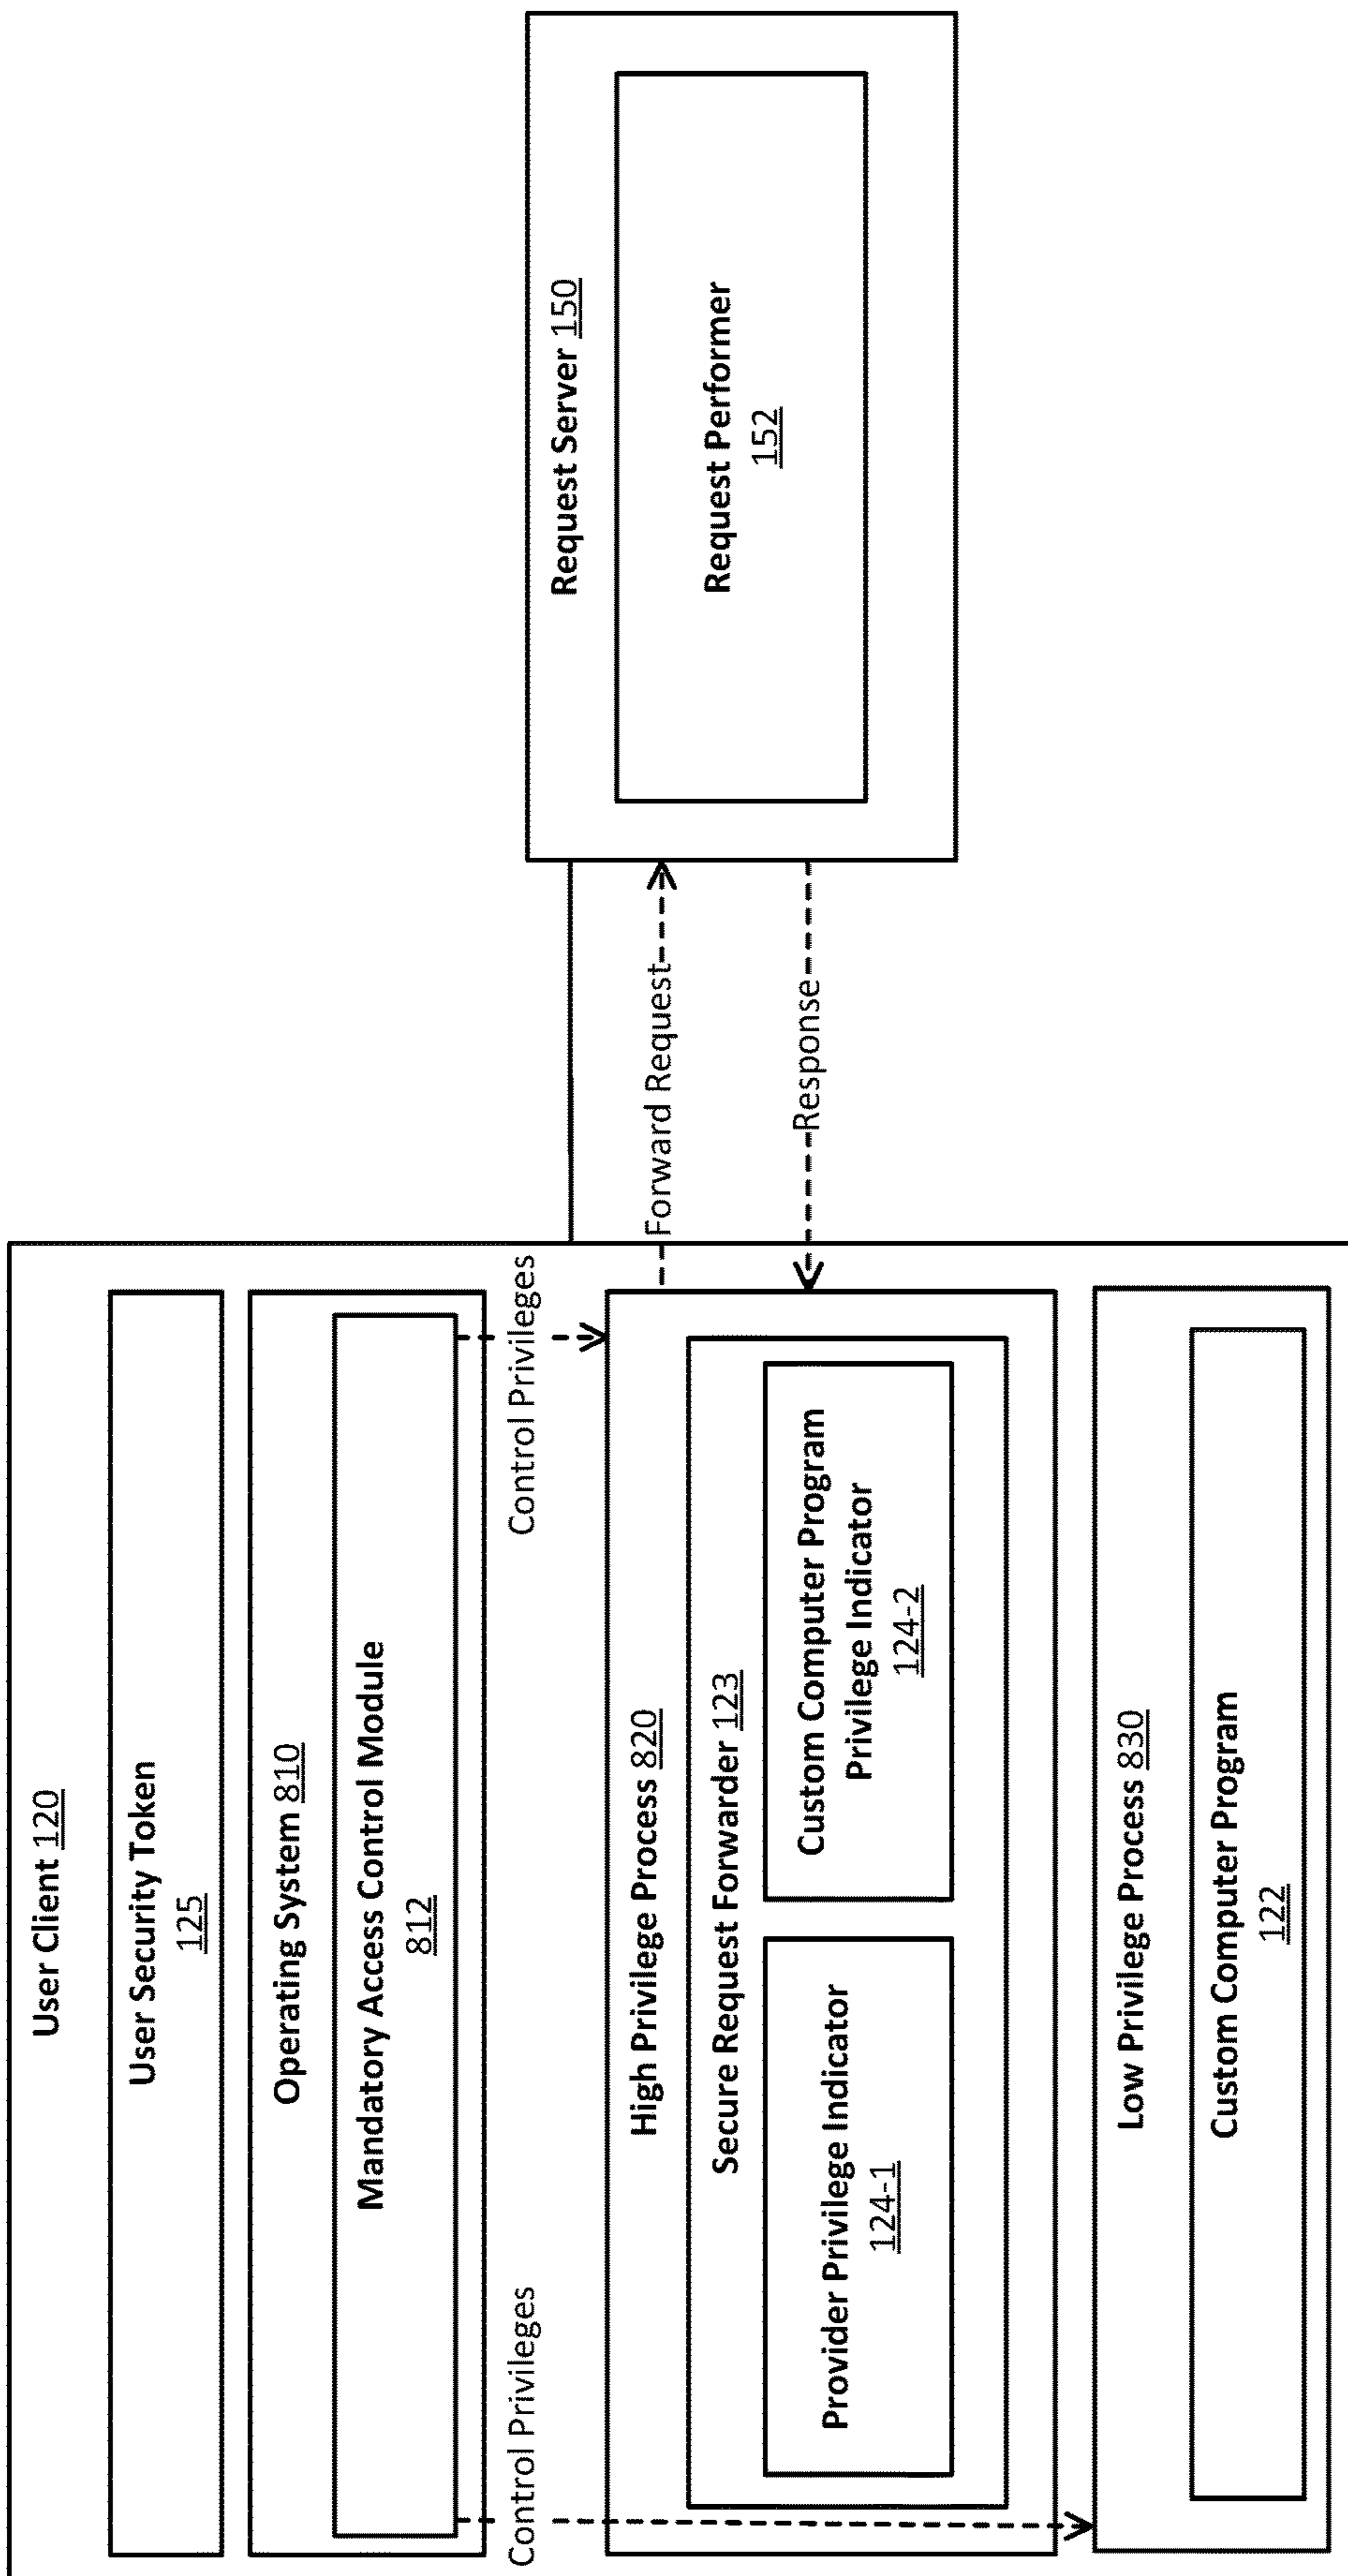 User Client 120
User Security Token
125
Operating System 810
Mandatory Access Control Module
812
Control Privileges
Control Privileges
High Privilege Process 820
Secure Request Forwarder 123
Provider Privilege Indicator
124-1
Custom Computer Program
Privilege Indicator
124-2
Low Privilege Process 830
Custom Computer Program
122
Forward Request
Response
Request Server 150
Request Performer
152